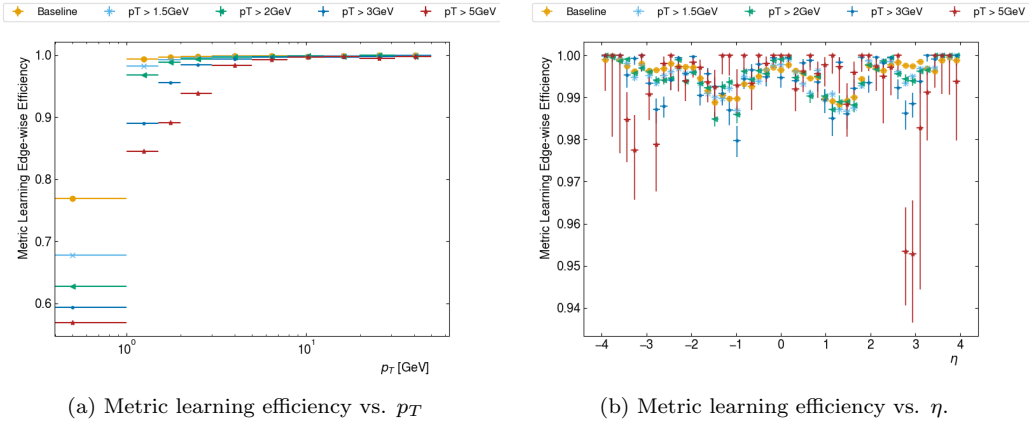 Baseline pT > 1.5GeV pT > 2GeV pT > 3GeV pT > 5GeV
Metric Learning Edge-wise Efficiency
1.0
0.9
0.8
0.7
0.6
10⁰ 10¹
p_T [GeV]
(a) Metric learning efficiency vs. p_T
Baseline pT > 1.5GeV pT > 2GeV pT > 3GeV pT > 5GeV
Metric Learning Edge-wise Efficiency
1.00
0.99
0.98
0.97
0.96
0.95
0.94
−4 −3 −2 −1 0 1 2 3 4
η
(b) Metric learning efficiency vs. η.